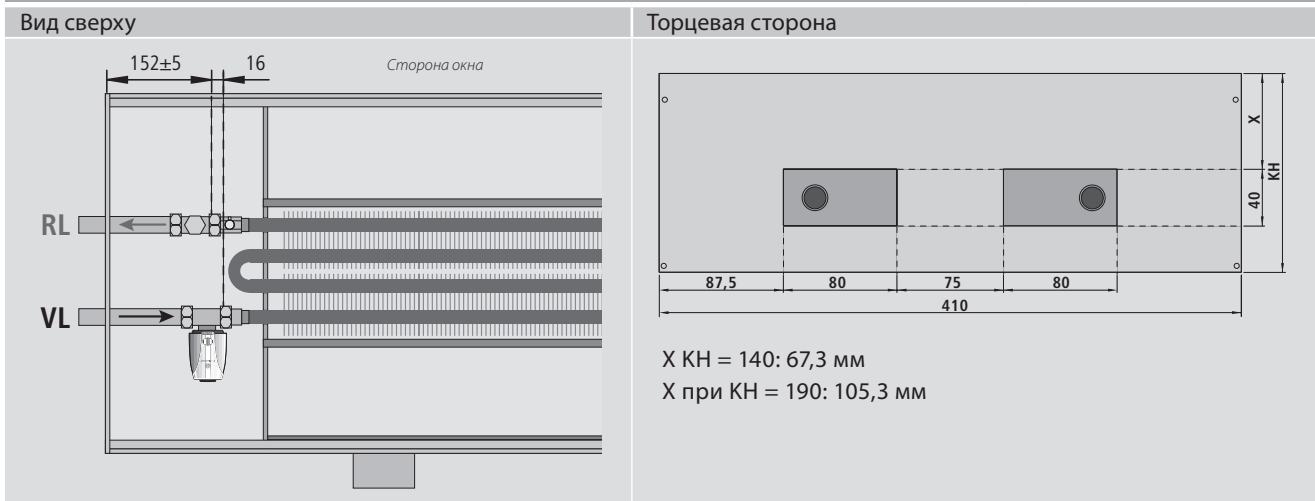 Вид сверху
152±5
16
Сторона окна
RL
VL
Торцевая сторона
X
40
KH
87,5
80
75
80
410
X KH = 140: 67,3 мм
X при KH = 190: 105,3 мм